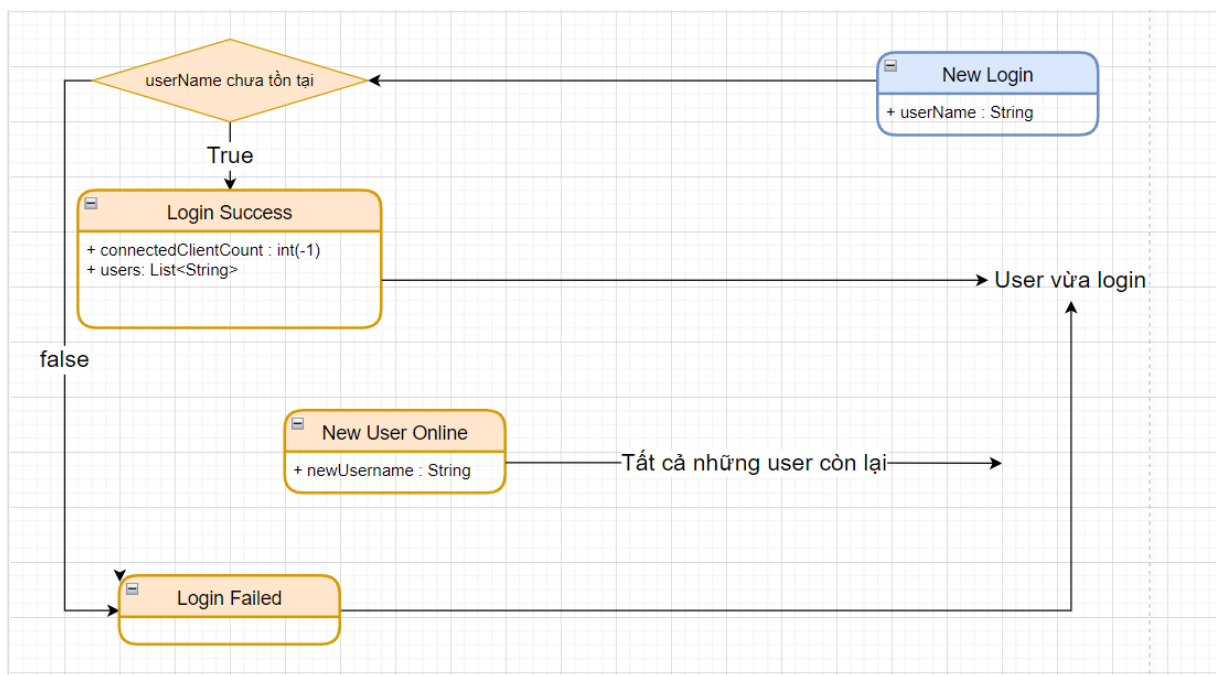 userName chưa tồn tại
New Login
+ userName : String
True
Login Success
+ connectedClientCount : int(-1)
+ users: List<String>
User vừa login
false
New User Online
+ newUsername : String
Tất cả những user còn lại
Login Failed